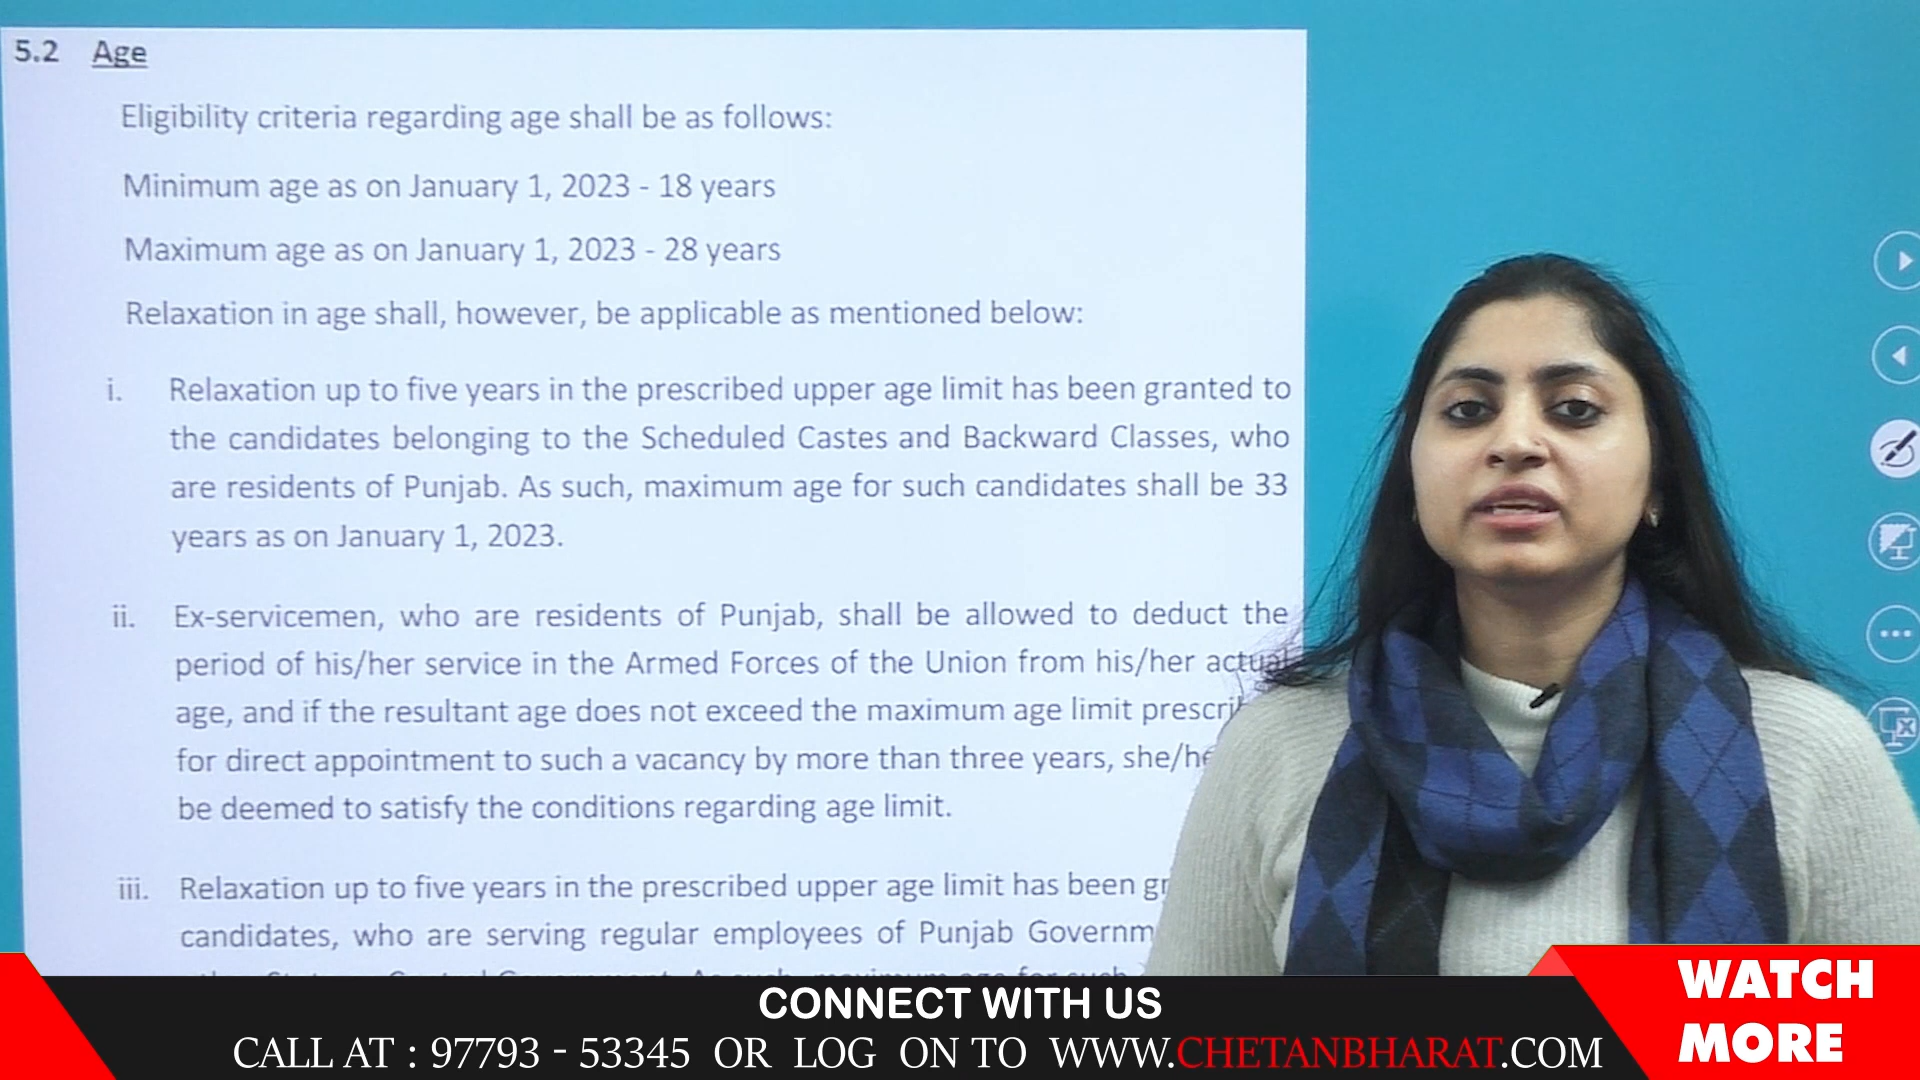 5.2 Age
Eligibility criteria regarding age shall be as follows:
Minimum age as on January 1, 2023 - 18 years
Maximum age as on January 1, 2023 - 28 years
Relaxation in age shall, however, be applicable as mentioned below:
i. Relaxation up to five years in the prescribed upper age limit has been granted to
the candidates belonging to the Scheduled Castes and Backward Classes, who
are residents of Punjab. As such, maximum age for such candidates shall be 33
years as on January 1, 2023.
ii. Ex-servicemen, who are residents of Punjab, shall be allowed to deduct the
period of his/her service in the Armed Forces of the Union from his/her actual
age, and if the resultant age does not exceed the maximum age limit
for direct appointment to such a vacancy by more than three years,
be deemed to satisfy the conditions regarding age limit.
iii. Relaxation up to five years in the prescribed upper age limit has been
candidates, who are serving regular employees of Punjab
CONNECT WITH US
CALL AT : 97793 - 53345 OR LOG ON TO WWW.CHETANBHARAT.COM
WATCH
MORE